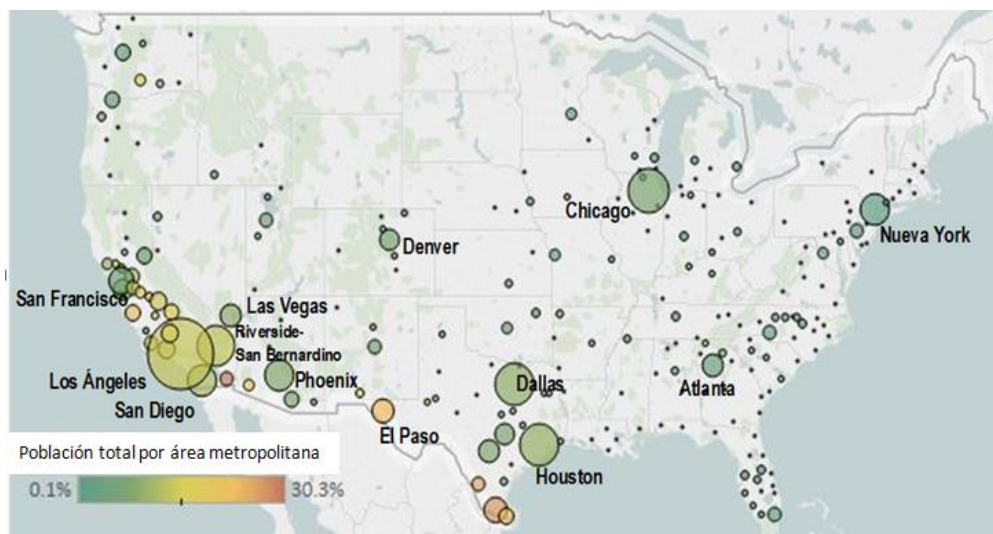 Chicago
Nueva York
Denver
San Francisco
Las Vegas
Riverside-
San Bernardino
Los Ángeles
Phoenix
Dallas
Atlanta
San Diego
El Paso
Houston
Población total por área metropolitana
0.1%
30.3%